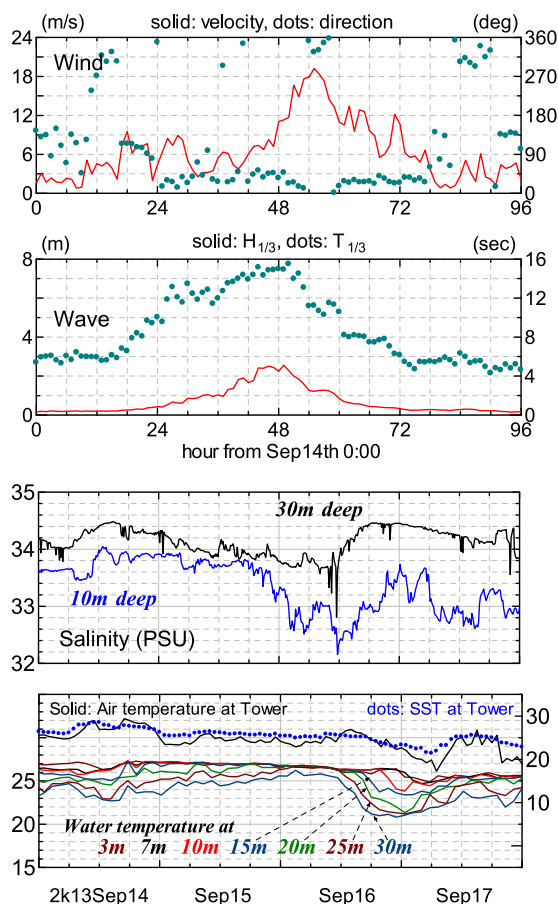 (m/s) solid: velocity, dots: direction (deg)
24 360
Wind
18 270
12 180
6 90
0 0
0 24 48 72 96
(m) solid: H1/3, dots: T1/3 (sec)
8 16
12
Wave
4 8
4
0 0
0 24 48 72 96
hour from Sep14th 0:00
35
30m deep
34
10m deep
33
Salinity (PSU)
32
Solid: Air temperature at Tower dots: SST at Tower
30
20
25
10
20
Water temperature at
3m 7m 10m 15m 20m 25m 30m
15
2k13Sep14 Sep15 Sep16 Sep17